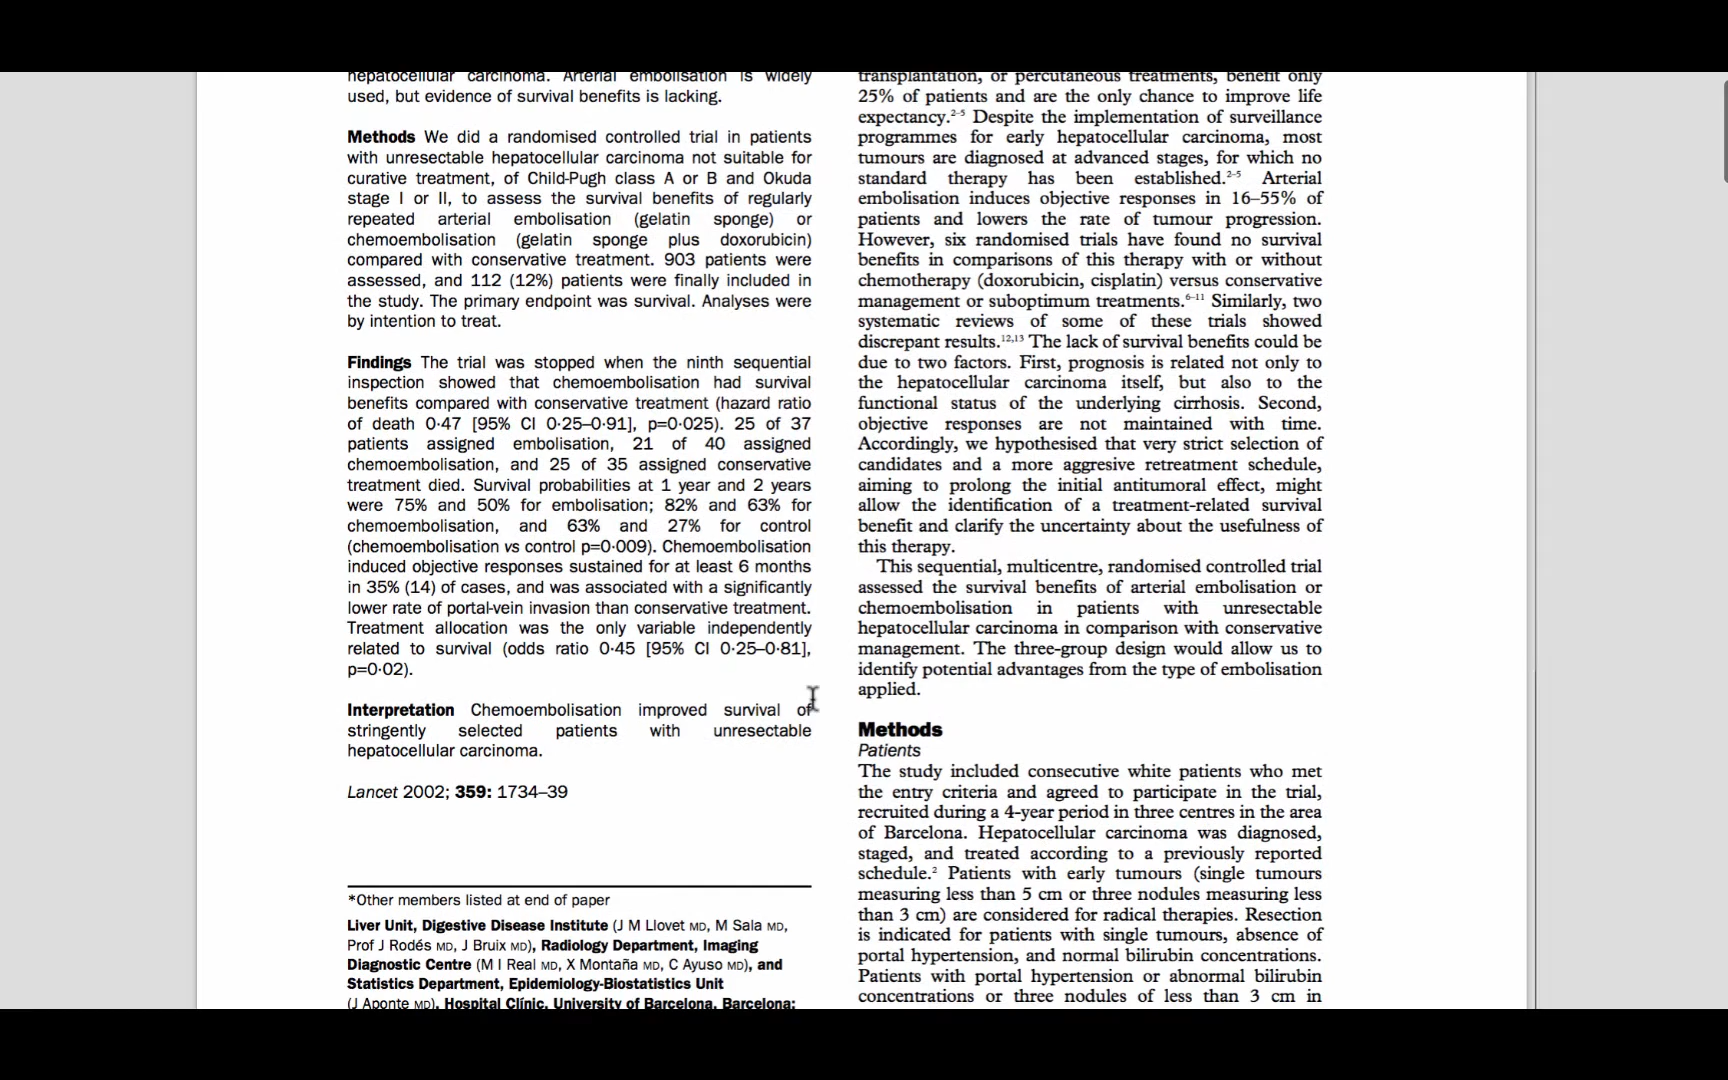 hepatocellular carcinoma. Arterial embolisation is widely
used, but evidence of survival benefits is lacking.
Methods We did a randomised controlled trial in patients
with unresectable hepatocellular carcinoma not suitable for
curative treatment, of Child-Pugh class A or B and Okuda
stage I or II, to assess the survival benefits of regularly
repeated arterial embolisation (gelatin sponge) or
chemoembolisation (gelatin sponge plus doxorubicin)
compared with conservative treatment. 903 patients were
assessed, and 112 (12%) patients were finally included in
the study. The primary endpoint was survival. Analyses were
by intention to treat.
Findings The trial was stopped when the ninth sequential
inspection showed that chemoembolisation had survival
benefits compared with conservative treatment (hazard ratio
of death 0·47 [95% CI 0·25–0·91], p=0·025). 25 of 37
patients assigned embolisation, 21 of 40 assigned
chemoembolisation, and 25 of 35 assigned conservative
treatment died. Survival probabilities at 1 year and 2 years
were 75% and 50% for embolisation; 82% and 63% for
chemoembolisation, and 63% and 27% for control
(chemoembolisation vs control p=0·009). Chemoembolisation
induced objective responses sustained for at least 6 months
in 35% (14) of cases, and was associated with a significantly
lower rate of portal-vein invasion than conservative treatment.
Treatment allocation was the only variable independently
related to survival (odds ratio 0·45 [95% CI 0·25–0·81],
p=0·02).
Interpretation Chemoembolisation improved survival of
stringently selected patients with unresectable
hepatocellular carcinoma.
Lancet 2002; 359: 1734–39
*Other members listed at end of paper
Liver Unit, Digestive Disease Institute (J M Llovet MD, M Sala MD,
Prof J Rodés MD, J Bruix MD), Radiology Department, Imaging
Diagnostic Centre (M I Real MD, X Montaña MD, C Ayuso MD), and
Statistics Department, Epidemiology-Biostatistics Unit
(J Aponte MD), Hospital Clínic, University of Barcelona, Barcelona;
transplantation, or percutaneous treatments, benefit only
25% of patients and are the only chance to improve life
expectancy.2–5 Despite the implementation of surveillance
programmes for early hepatocellular carcinoma, most
tumours are diagnosed at advanced stages, for which no
standard therapy has been established.2–5 Arterial
embolisation induces objective responses in 16–55% of
patients and lowers the rate of tumour progression.
However, six randomised trials have found no survival
benefits in comparisons of this therapy with or without
chemotherapy (doxorubicin, cisplatin) versus conservative
management or suboptimum treatments.6–11 Similarly, two
systematic reviews of some of these trials showed
discrepant results.12,13 The lack of survival benefits could be
due to two factors. First, prognosis is related not only to
the hepatocellular carcinoma itself, but also to the
functional status of the underlying cirrhosis. Second,
objective responses are not maintained with time.
Accordingly, we hypothesised that very strict selection of
candidates and a more aggresive retreatment schedule,
aiming to prolong the initial antitumoral effect, might
allow the identification of a treatment-related survival
benefit and clarify the uncertainty about the usefulness of
this therapy.
This sequential, multicentre, randomised controlled trial
assessed the survival benefits of arterial embolisation or
chemoembolisation in patients with unresectable
hepatocellular carcinoma in comparison with conservative
management. The three-group design would allow us to
identify potential advantages from the type of embolisation
applied.
Methods
Patients
The study included consecutive white patients who met
the entry criteria and agreed to participate in the trial,
recruited during a 4-year period in three centres in the area
of Barcelona. Hepatocellular carcinoma was diagnosed,
staged, and treated according to a previously reported
schedule.2 Patients with early tumours (single tumours
measuring less than 5 cm or three nodules measuring less
than 3 cm) are considered for radical therapies. Resection
is indicated for patients with single tumours, absence of
portal hypertension, and normal bilirubin concentrations.
Patients with portal hypertension or abnormal bilirubin
concentrations or three nodules of less than 3 cm in